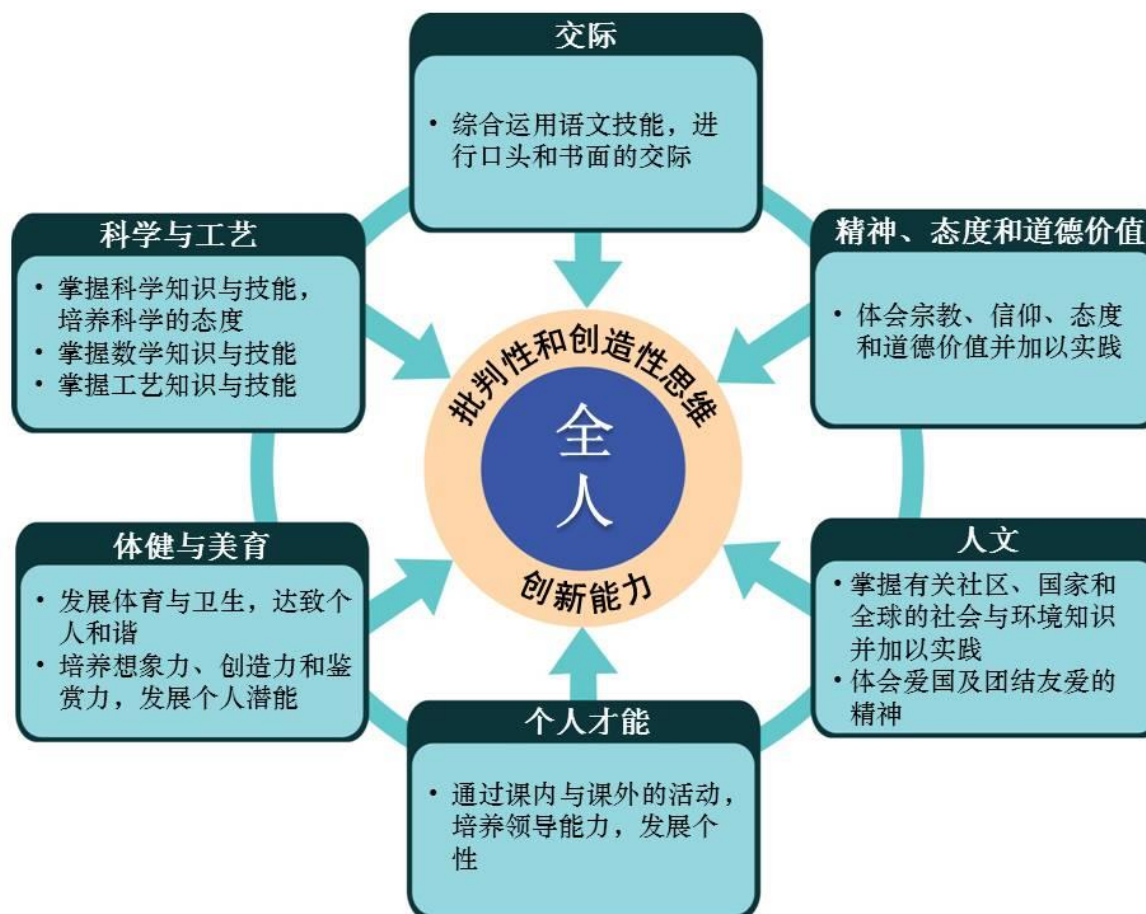 交际
• 综合运用语文技能，进
行口头和书面的交际
科学与工艺
• 掌握科学知识与技能，
培养科学的态度
• 掌握数学知识与技能
• 掌握工艺知识与技能
精神、态度和道德价值
• 体会宗教、信仰、态度
和道德价值并加以实践
批判性和创造性思维
全
人
创新能力
体健与美育
• 发展体育与卫生，达致个
人和谐
• 培养想象力、创造力和鉴
赏力，发展个人潜能
人文
• 掌握有关社区、国家和
全球的社会与环境知识
并加以实践
• 体会爱国及团结友爱的
精神
个人才能
• 通过课内与课外的活动，
培养领导能力，发展个
性